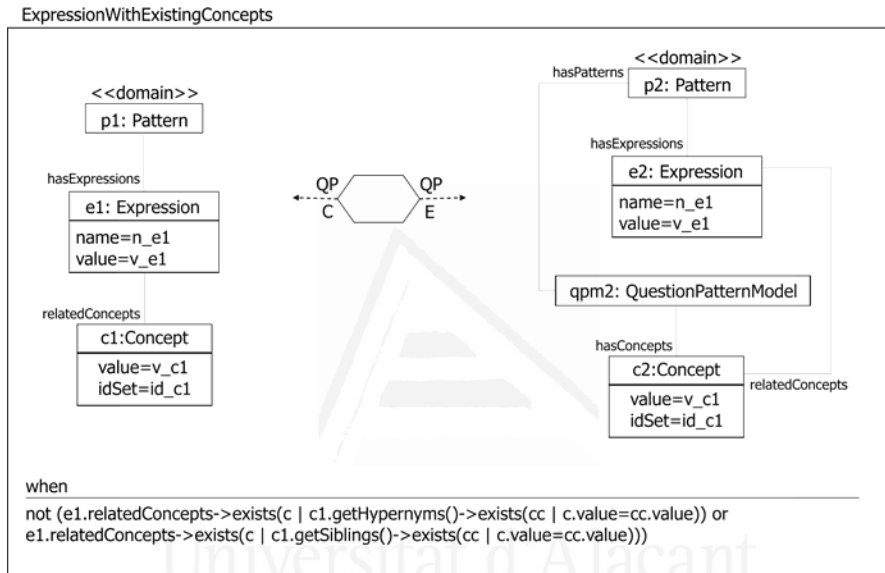 ExpressionWithExistingConcepts
<<domain>>
p1: Pattern
hasExpressions
e1: Expression
name=n_e1
value=v_e1
relatedConcepts
c1:Concept
value=v_c1
idSet=id_c1
QP QP
C E
<<domain>>
hasPatterns
p2: Pattern
hasExpressions
e2: Expression
name=n_e1
value=v_e1
qpm2: QuestionPatternModel
hasConcepts
c2:Concept
relatedConcepts
value=v_c1
idSet=id_c1
when
not (e1.relatedConcepts->exists(c | c1.getHypernyms()->exists(cc | c.value=cc.value)) or
e1.relatedConcepts->exists(c | c1.getSiblings()->exists(cc | c.value=cc.value)))
Universitat d'Alacant